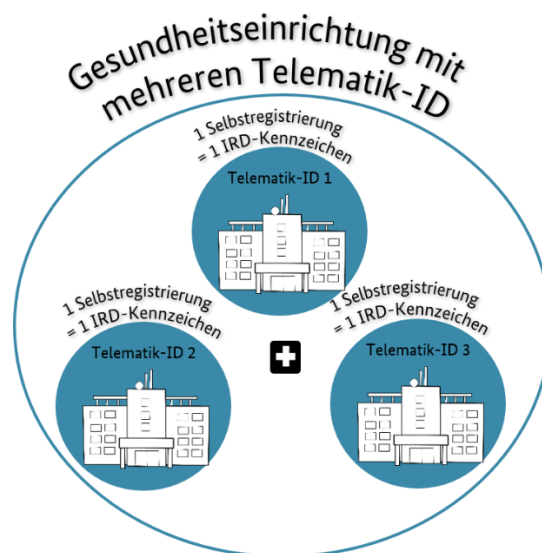 Gesundheitseinrichtung mit
mehreren Telematik-ID
1 Selbstregistrierung
= 1 IRD-Kennzeichen
Telematik-ID 1
1 Selbstregistrierung
= 1 IRD-Kennzeichen
Telematik-ID 2
1 Selbstregistrierung
= 1 IRD-Kennzeichen
Telematik-ID 3